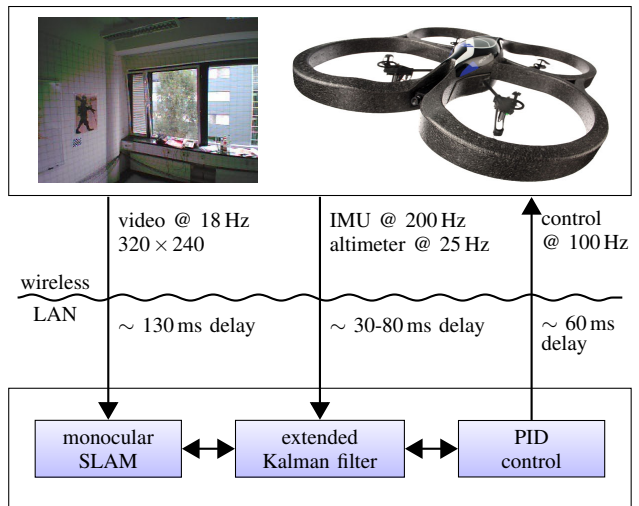 video @ 18 Hz
320 × 240
IMU @ 200 Hz
altimeter @ 25 Hz
control
@ 100 Hz
wireless
LAN
∼ 130 ms delay
∼ 30-80 ms delay
∼ 60 ms
delay
monocular
SLAM
extended
Kalman filter
PID
control